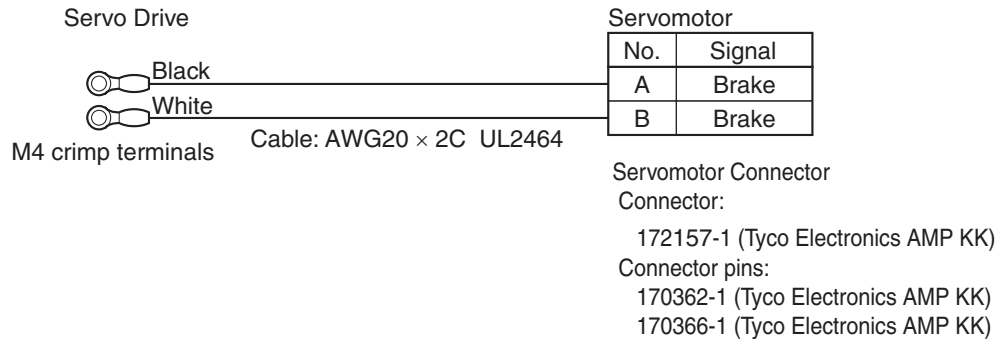 Servo Drive
Servomotor
No. Signal
Black
A Brake
White
B Brake
Cable: AWG20 × 2C UL2464
M4 crimp terminals
Servomotor Connector
Connector:
172157-1 (Tyco Electronics AMP KK)
Connector pins:
170362-1 (Tyco Electronics AMP KK)
170366-1 (Tyco Electronics AMP KK)